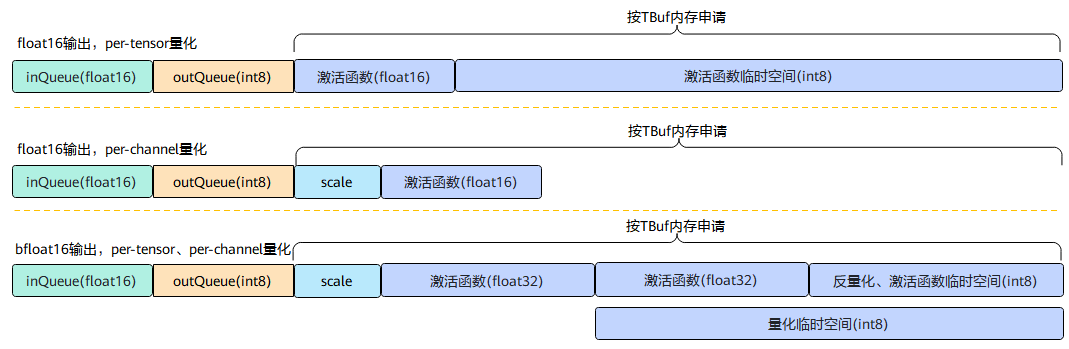 按TBuf内存申请
float16输出，per-tensor量化
inQueue(float16) outQueue(int8) 激活函数(float16) 激活函数临时空间(int8)
按TBuf内存申请
float16输出，per-channel量化
inQueue(float16) outQueue(int8) scale 激活函数(float16)
按TBuf内存申请
bfloat16输出，per-tensor、per-channel量化
inQueue(float16) outQueue(int8) scale 激活函数(float32) 激活函数(float32) 反量化、激活函数临时空间(int8)
量化临时空间(int8)